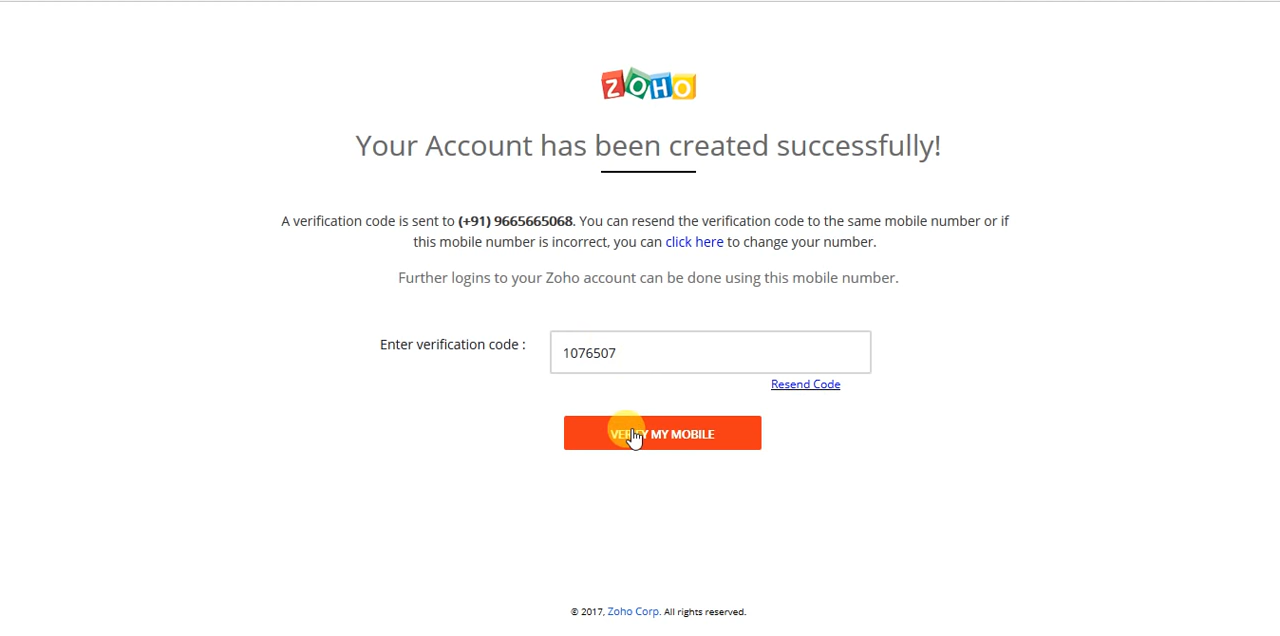 ZOHO
Your Account has been created successfully!
A verification code is sent to (+91) 9665665068. You can resend the verification code to the same mobile number or if
this mobile number is incorrect, you can click here to change your number.
Further logins to your Zoho account can be done using this mobile number.
Enter verification code :
1076507
Resend Code
VERIFY MY MOBILE
© 2017, Zoho Corp. All rights reserved.